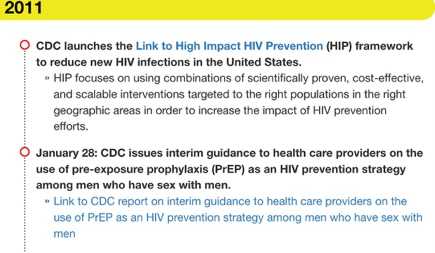 2011
CDC launches the Link to High Impact HIV Prevention (HIP) framework
to reduce new HIV infections in the United States.
» HIP focuses on using combinations of scientifically proven, cost-effective,
and scalable interventions targeted to the right populations in the right
geographic areas in order to increase the impact of HIV prevention
efforts.
January 28: CDC issues interim guidance to health care providers on the
use of pre-exposure prophylaxis (PrEP) as an HIV prevention strategy
among men who have sex with men.
» Link to CDC report on interim guidance to health care providers on the
use of PrEP as an HIV prevention strategy among men who have sex with
men